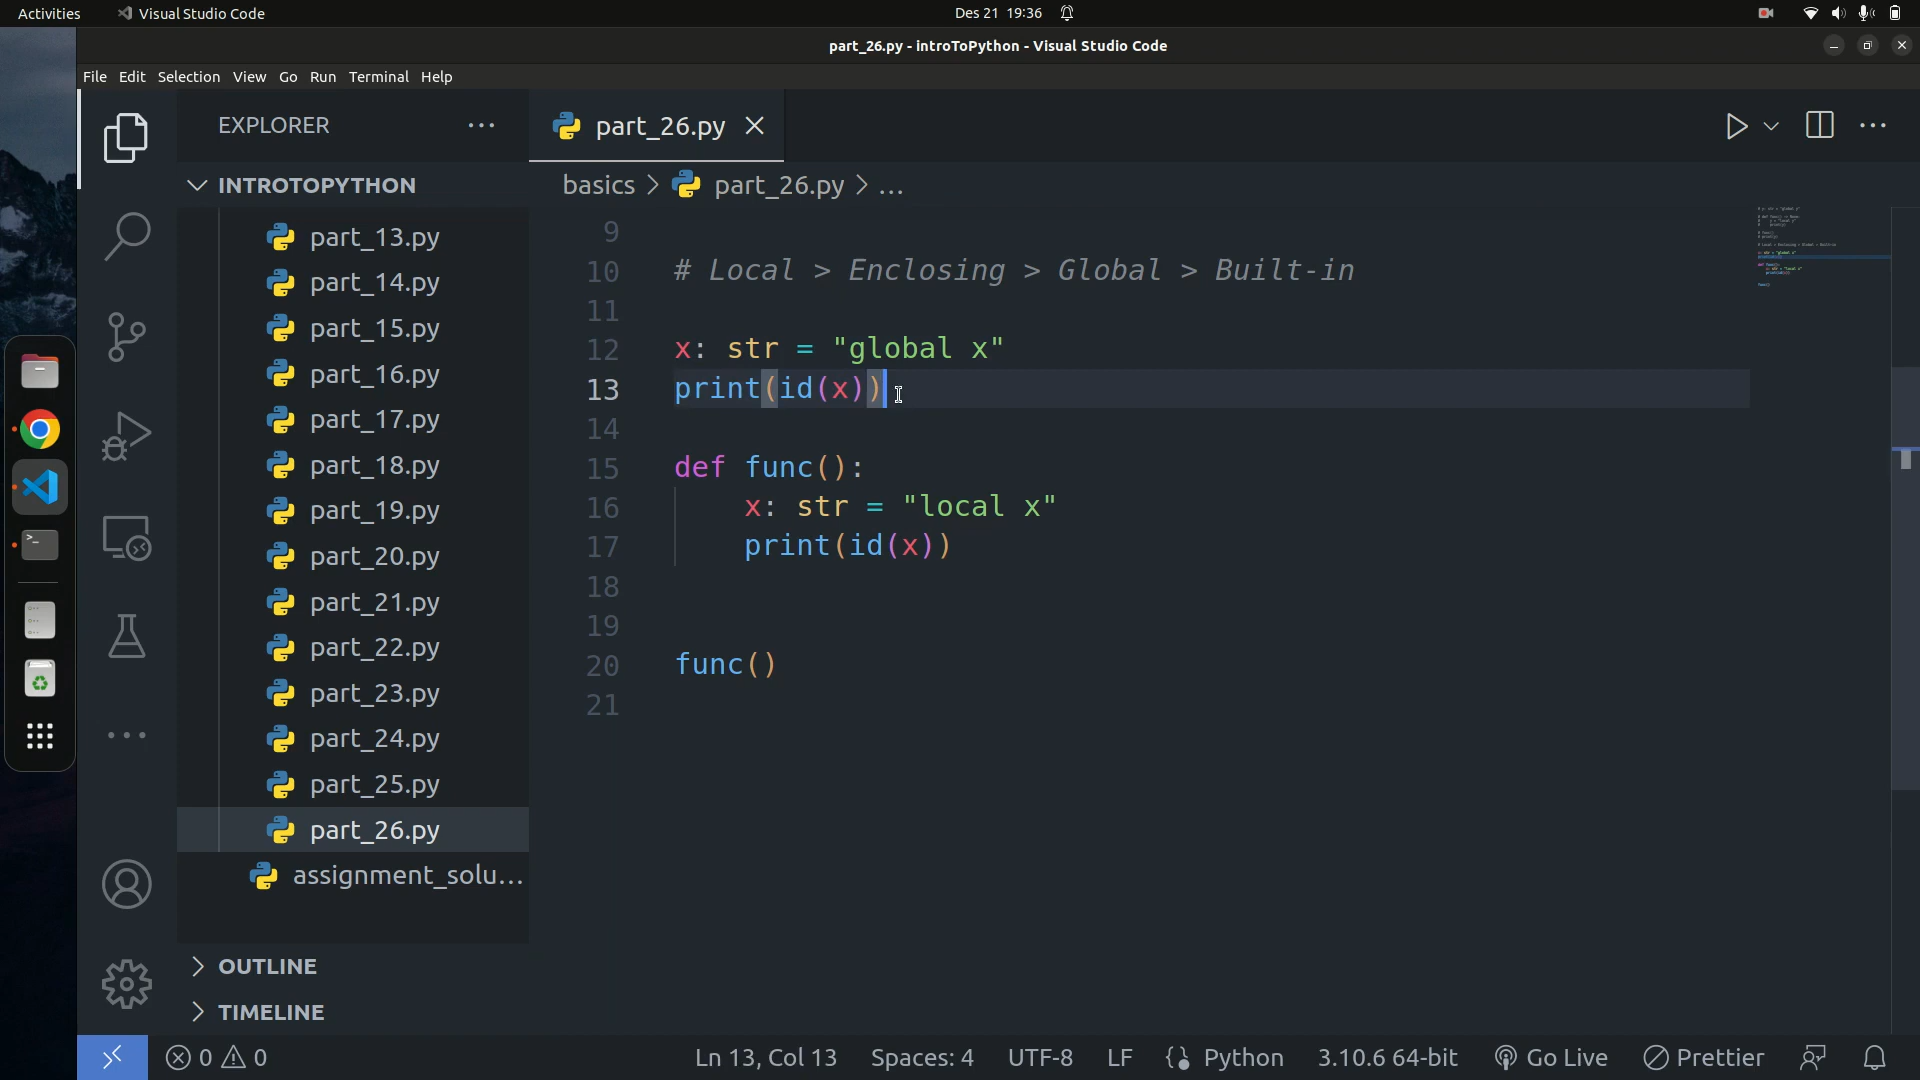 Activities
Visual Studio Code
Des 21 19:36
part_26.py - introToPython - Visual Studio Code
File Edit Selection View Go Run Terminal Help
EXPLORER
part_26.py
INTROTOPYTHON
basics > part_26.py > ...
part_13.py
part_14.py
part_15.py
part_16.py
part_17.py
part_18.py
part_19.py
part_20.py
part_21.py
part_22.py
part_23.py
part_24.py
part_25.py
part_26.py
assignment_solu...
OUTLINE
TIMELINE
9
10 # Local > Enclosing > Global > Built-in
11
12 x: str = "global x"
13 print(id(x))
14
15 def func():
16 x: str = "local x"
17 print(id(x))
18
19
20 func()
21
0 0
Ln 13, Col 13 Spaces: 4 UTF-8 LF Python 3.10.6 64-bit Go Live Prettier